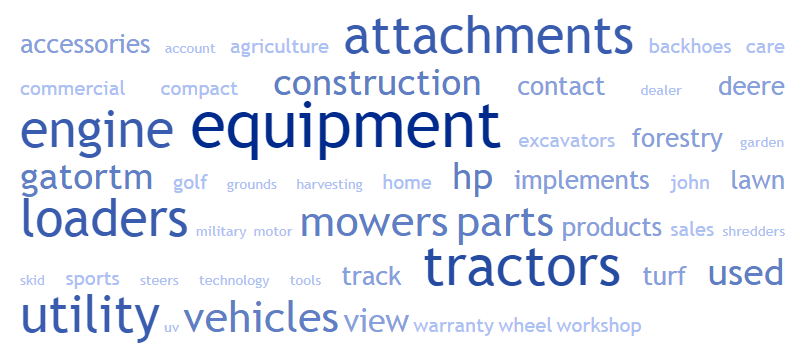 accessories account agriculture attachments backhoes care
commercial compact construction contact dealer deere
engine equipment excavators forestry garden
gatortm golf grounds harvesting home hp implements john lawn
loaders military motor mowers parts products sales shredders
skid sports steers technology tools track tractors turf used
utility uv vehicles view warranty wheel workshop